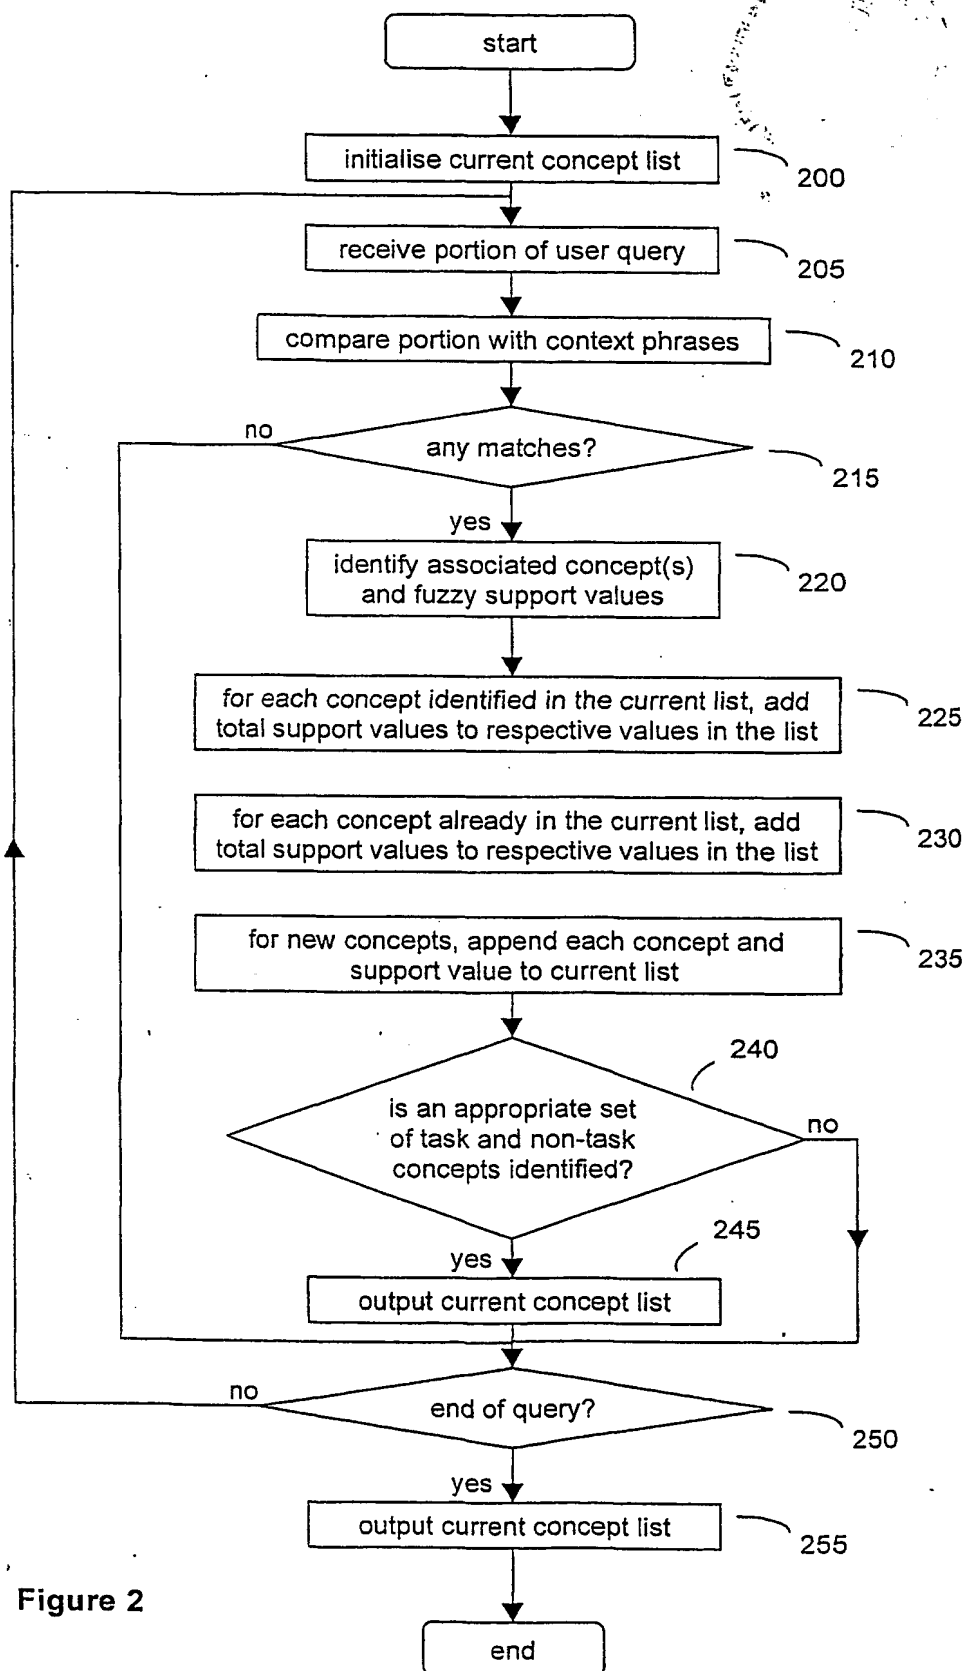 start
initialise current concept list
200
receive portion of user query
205
compare portion with context phrases
210
no
any matches?
215
yes
identify associated concept(s)
and fuzzy support values
220
for each concept identified in the current list, add
total support values to respective values in the list
225
for each concept already in the current list, add
total support values to respective values in the list
230
for new concepts, append each concept and
support value to current list
235
240
is an appropriate set
of task and non-task
concepts identified?
no
245
yes
output current concept list
no
end of query?
250
yes
output current concept list
255
Figure 2
end